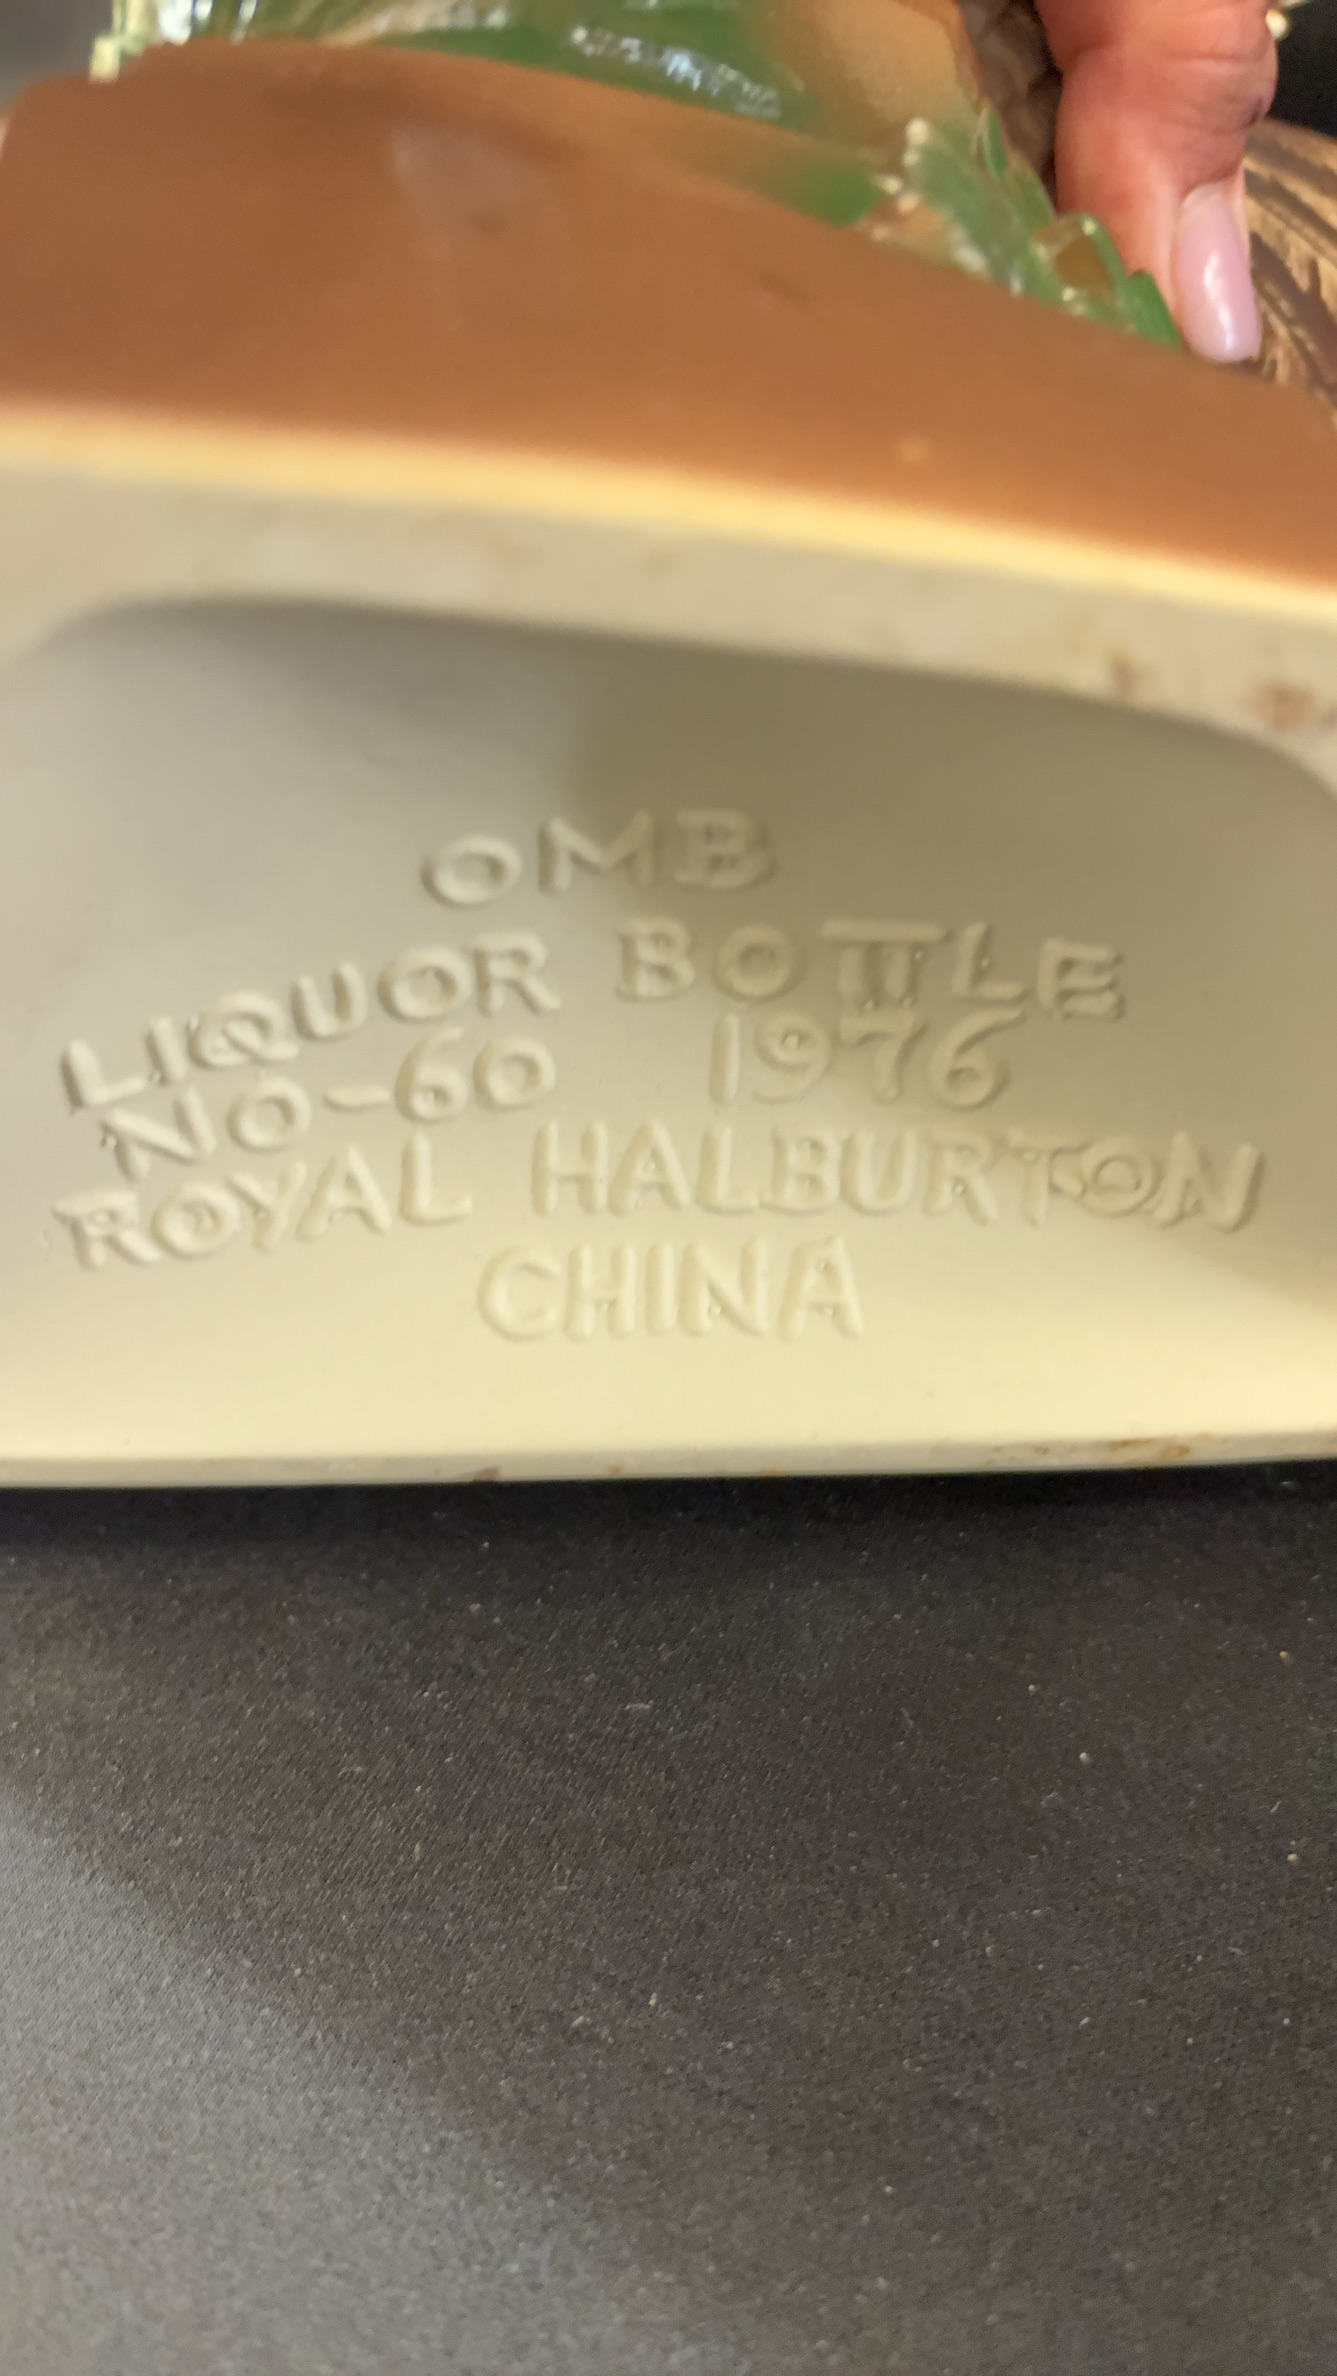 OMB
LIQUOR BOTTLE
NO-60 1976
ROYAL HALBURTON
CHINA